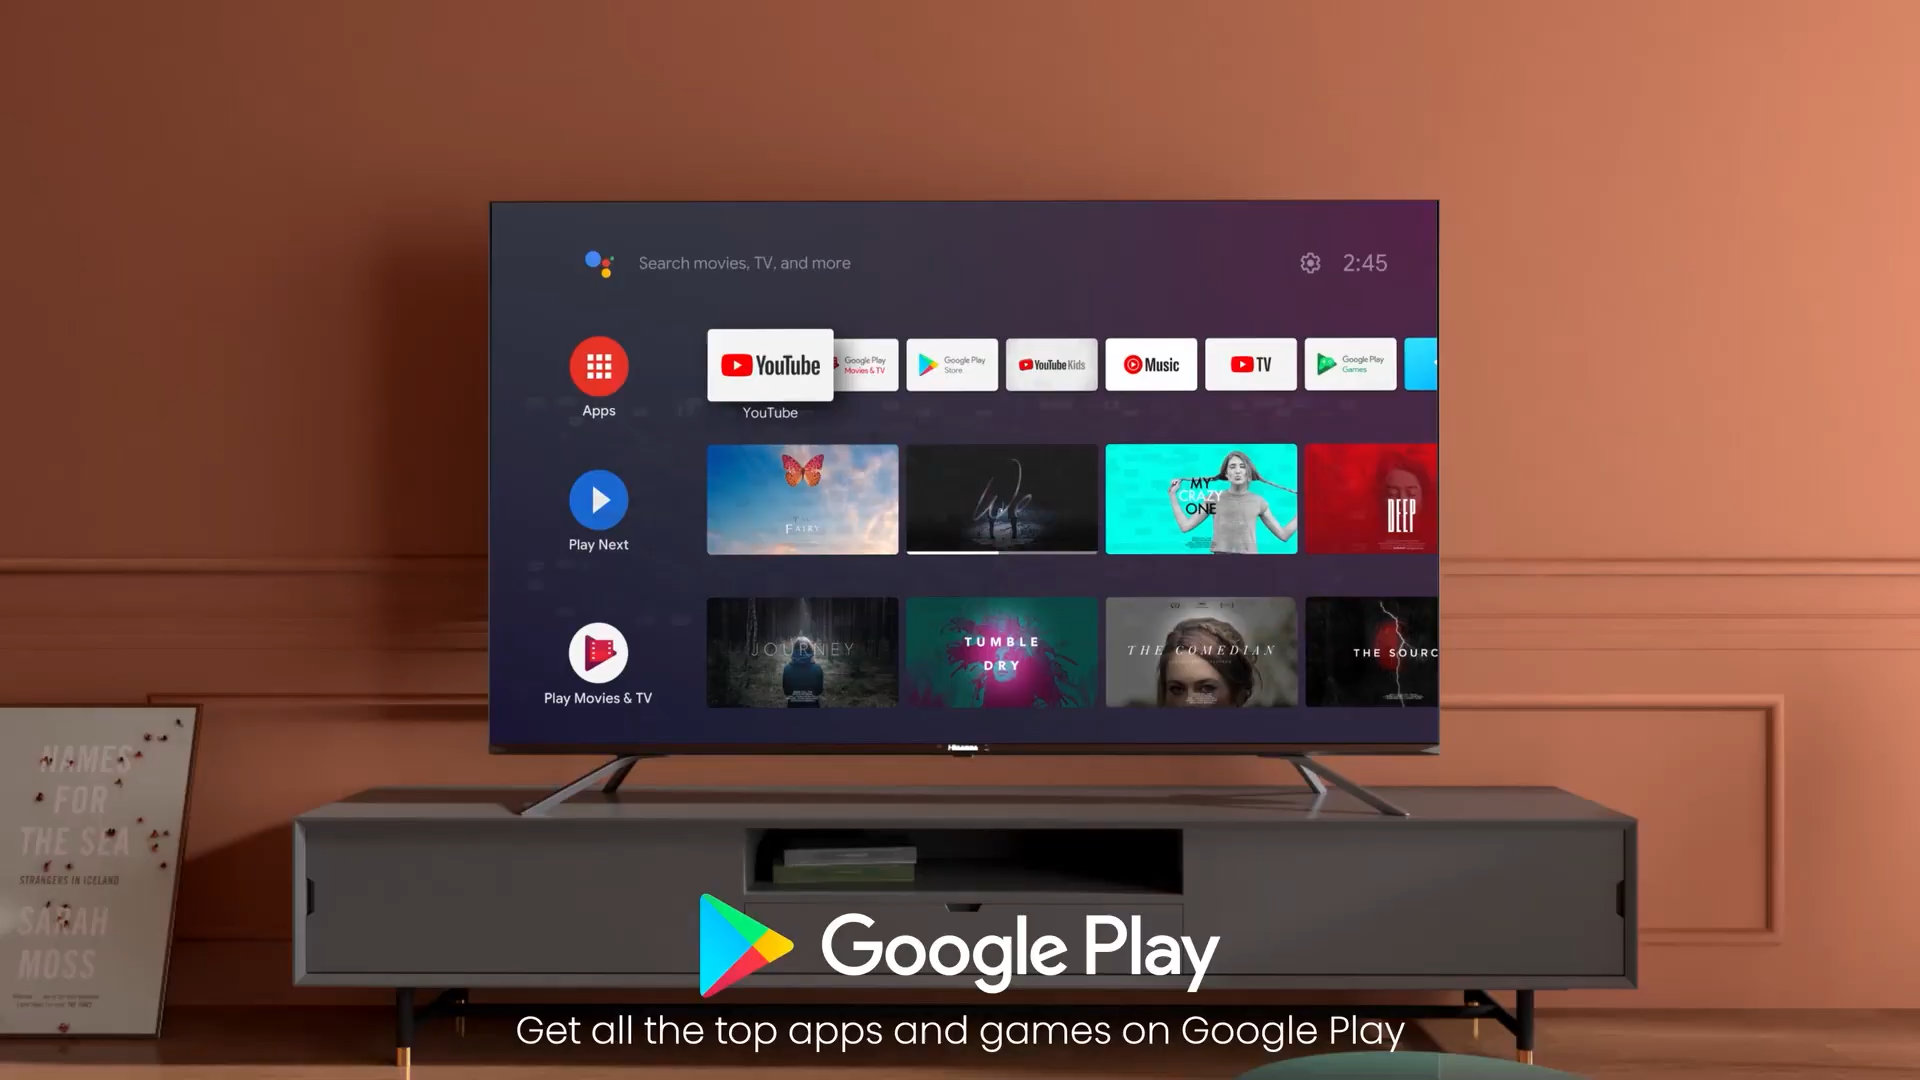 Search movies, TV, and more
2:45
YouTube
Google Play
Movies & TV
Google Play
Store
YouTube Kids
Music
TV
Google Play
Games
Apps
YouTube
FAIRY
We
MY
CRAZY
ONE
DEEP
Play Next
JOURNEY
TUMBLE
DRY
THE COMEDIAN
THE SOURC
Play Movies & TV
Hisense
NAMES
FOR
THE SEA
STRANGERS IN ICELAND
SARAH
MOSS
Google Play
Get all the top apps and games on Google Play